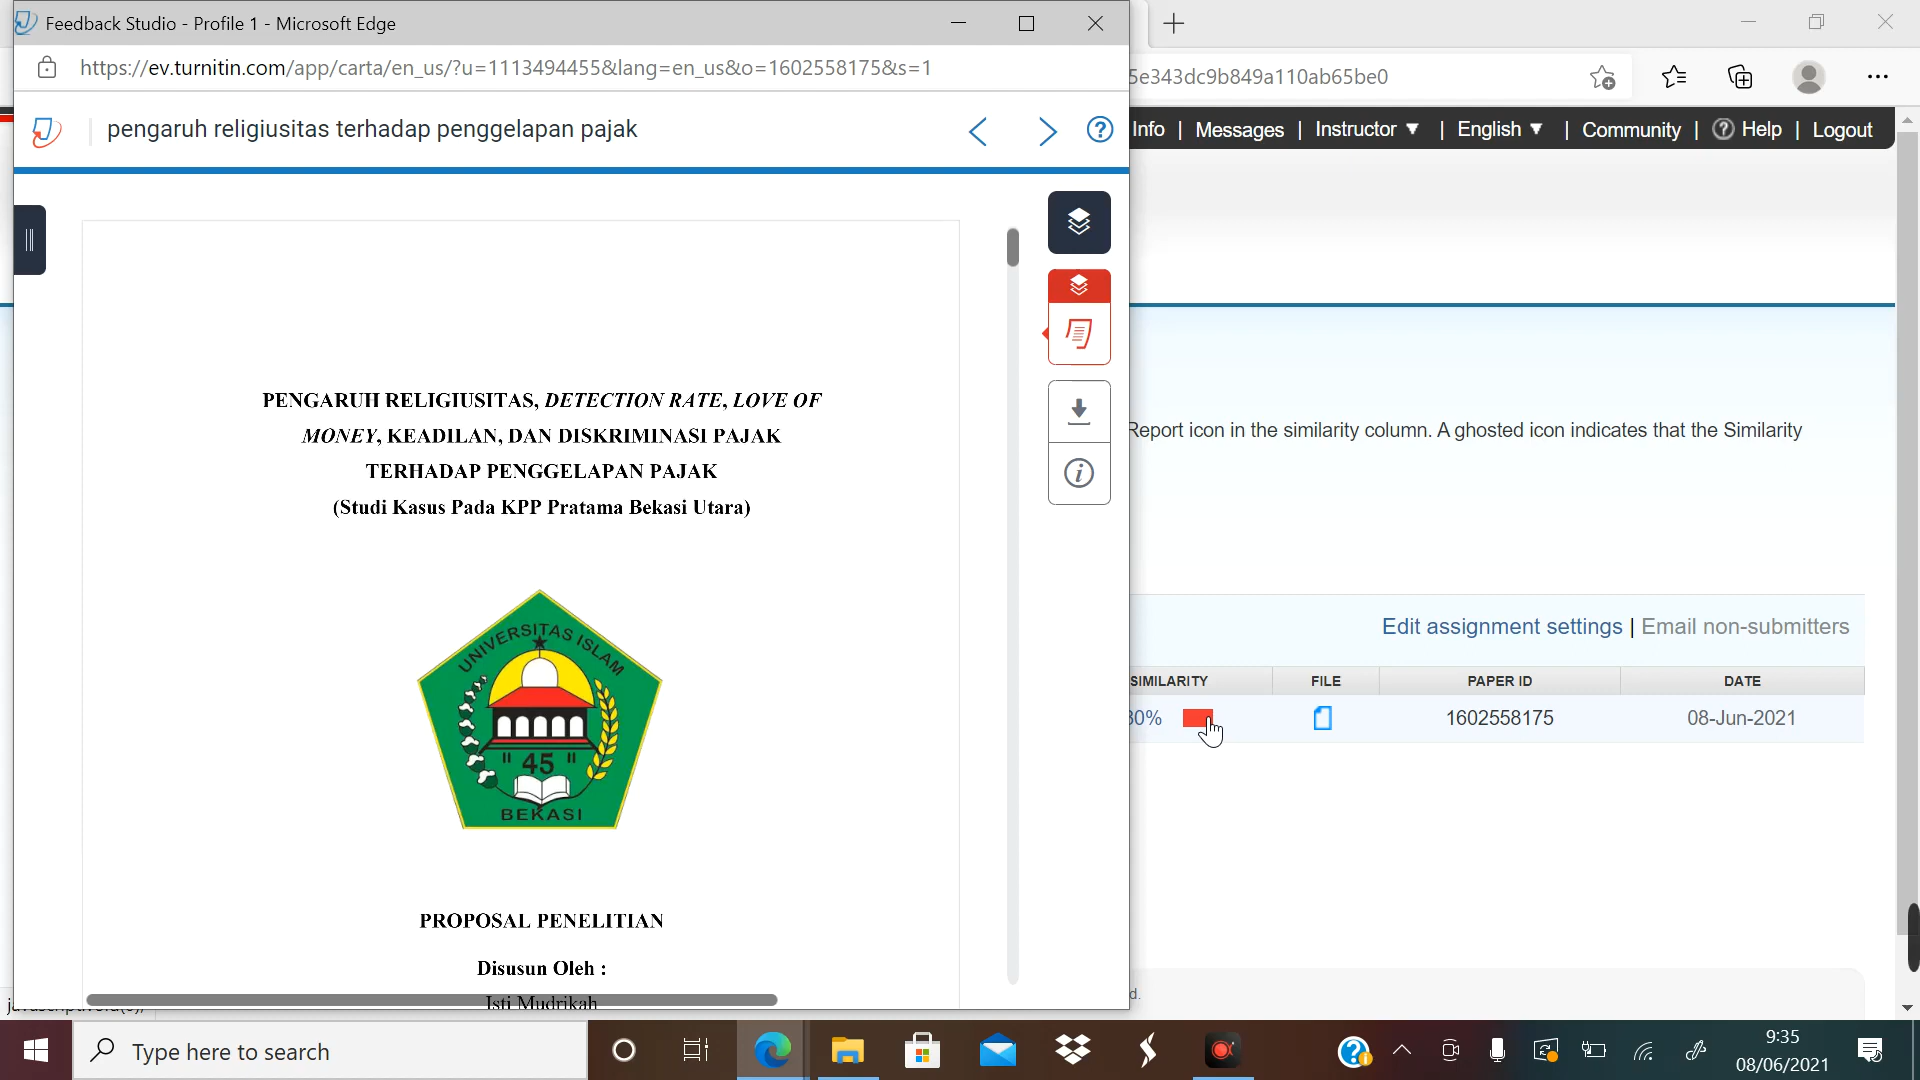 Feedback Studio - Profile 1 - Microsoft Edge
https://ev.turnitin.com/app/carta/en_us/?u=1113494455&lang=en_us&o=1602558175&s=1
5e343dc9b849a110ab65be0
pengaruh religiusitas terhadap penggelapan pajak
Info | Messages | Instructor ▼ | English ▼ | Community | Help | Logout
PENGARUH RELIGIUSITAS, DETECTION RATE, LOVE OF
MONEY, KEADILAN, DAN DISKRIMINASI PAJAK
TERHADAP PENGGELAPAN PAJAK
(Studi Kasus Pada KPP Pratama Bekasi Utara)
UNIVERSITAS ISLAM
" 45 "
BEKASI
PROPOSAL PENELITIAN
Disusun Oleh :
Isti Mudrikah
Report icon in the similarity column. A ghosted icon indicates that the Similarity
Edit assignment settings | Email non-submitters
SIMILARITY FILE PAPER ID DATE
30% 1602558175 08-Jun-2021
d.
Type here to search
9:35
08/06/2021